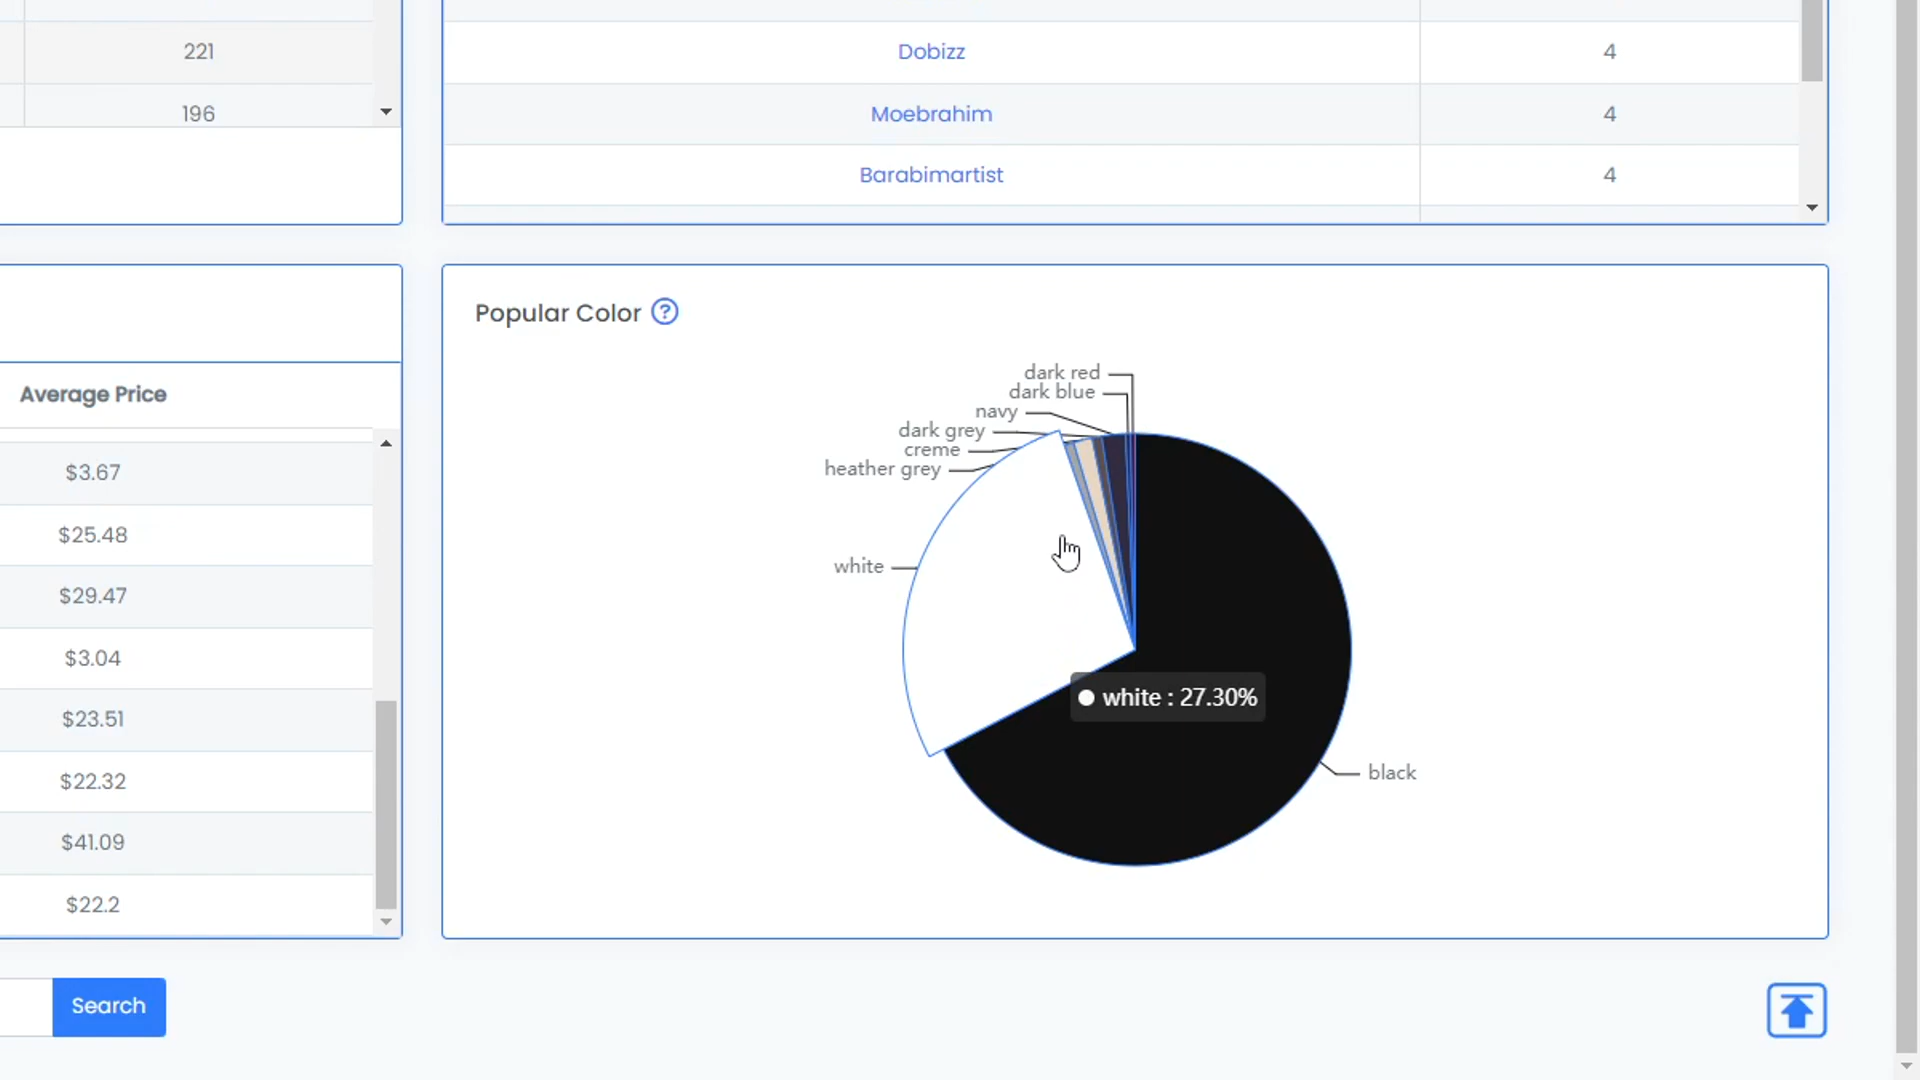 221
196
Dobizz 4
Moebrahim 4
Barabimartist 4
Average Price
$3.67
$25.48
$29.47
$3.04
$23.51
$22.32
$41.09
$22.2
Popular Color ?
dark red
dark blue
navy
dark grey
creme
heather grey
white
white : 27.30%
black
Search